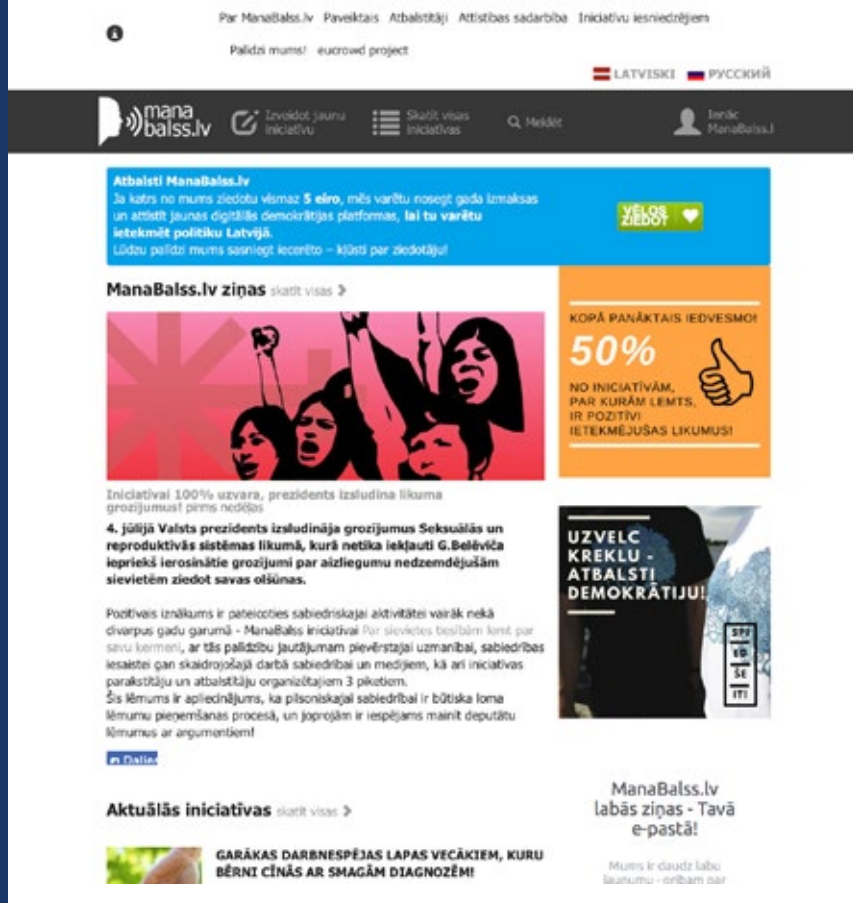 Par ManaBalss.lv Paveiktais Atbalstītāji Attīstības sadarbība Iniciatīvu iesniedzējiem
Palīdzi mums! eucrowd project
LATVISKI РУССКИЙ
mana
balss.lv
Izveidot jaunu
iniciatīvu
Skatīt visas
iniciatīvas
Meklēt
Ienāc
ManaBalss.l
Atbalsti ManaBalss.lv
Ja katrs no mums ziedotu vismaz 5 eiro, mēs varētu nosegt gada izmaksas
un attīstīt jaunas digitālās demokrātijas platformas, lai tu varētu
ietekmēt politiku Latvijā.
Lūdzu palīdzi mums sasniegt iecerēto – kļūsti par ziedotāju!
VĒLOS
ZIEDOT
ManaBalss.lv ziņas skatīt visas
KOPĀ PANĀKTAIS IEDVESMO!
50%
NO INICIATĪVĀM,
PAR KURĀM LEMTS,
IR POZITĪVI
IETEKMĒJUŠAS LIKUMUS!
Iniciatīvai 100% uzvara, prezidents izsludina likuma
grozījumus! pirms nedēļas
4. jūlijā Valsts prezidents izsludināja grozījumus Seksuālās un
reproduktīvās sistēmas likumā, kurā netika iekļauti G.Belēviča
iepriekš ierosinātie grozījumi par aizliegumu nedzemdējušām
sievietēm ziedot savas olšūnas.
Pozitīvais iznākums ir pateicoties sabiedriskajai aktivitātei vairāk nekā
divarpus gadu garumā - ManaBalss iniciatīvai Par sievietes tiesībām lemt par
savu ķermeni, ar tās palīdzību jautājumam pievērstajai uzmanībai, sabiedrības
iesaistei gan skaidrojošajā darbā sabiedrībai un medijiem, kā arī iniciatīvas
parakstītāju un atbalstītāju organizētajiem 3 piketiem.
Šis lēmums ir apliecinājums, ka pilsoniskajai sabiedrībai ir būtiska loma
lēmumu pieņemšanas procesā, un joprojām ir iespējams mainīt deputātu
lēmumus ar argumentiem!
UZVELC
KREKLU -
ATBALSTI
DEMOKRĀTIJU!
SPI
ED
ŠE
IT!
Aktuālās iniciatīvas skatīt visas
GARĀKAS DARBNESPĒJAS LAPAS VECĀKIEM, KURU
BĒRNI CĪNĀS AR SMAGĀM DIAGNOZĒM!
ManaBalss.lv
labās ziņas - Tavā
e-pastā!
Mums ir daudz labu